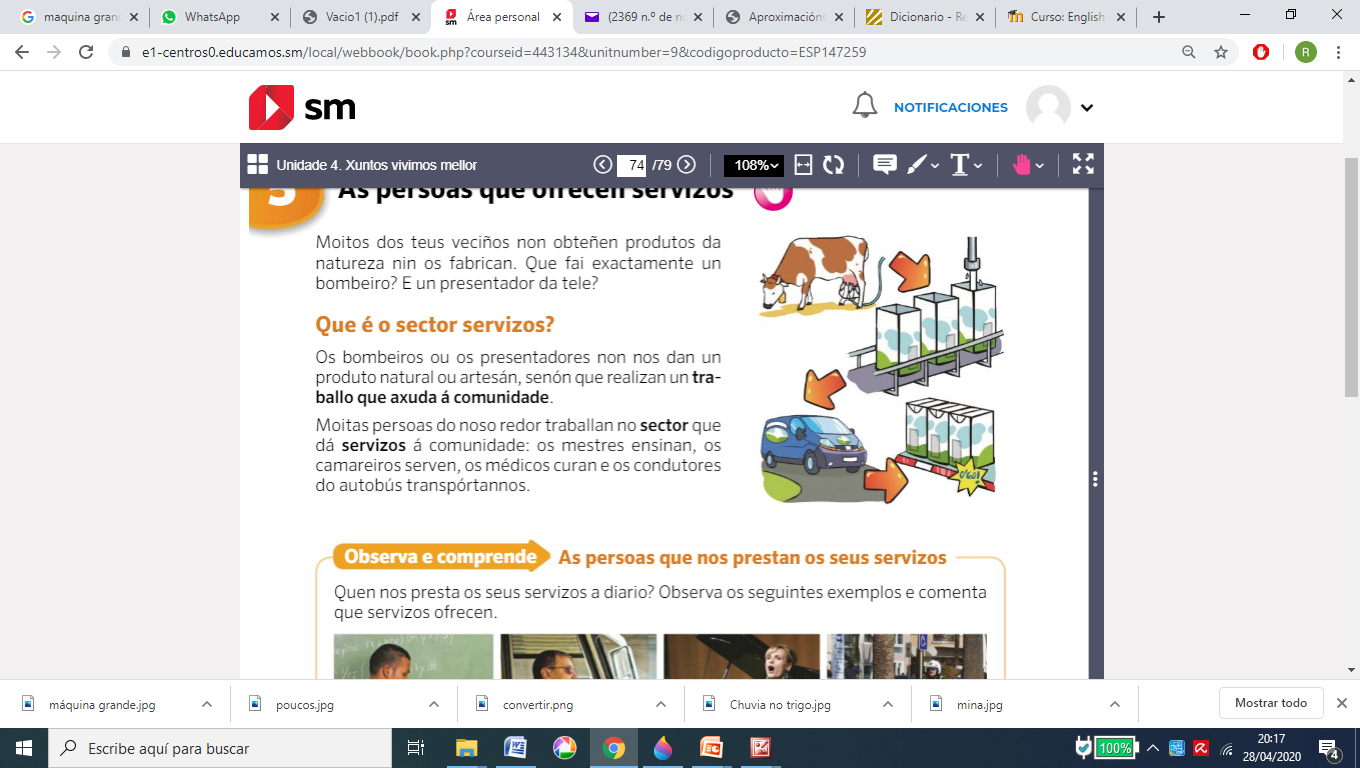 maquina grand
WhatsApp
Vacio1 (1).pdf
Área personal
(2369 n.º de no
Aproximación
Dicionario - Re
Curso: English
e1-centros0.educamos.sm/local/webbook/book.php?courseid=443134&unitnumber=9&codigoproducto=ESP147259
R
sm
NOTIFICACIONES
Unidade 4. Xuntos vivimos mellor
74 /79
108%
As persoas que ofrecen servizos
Moitos dos teus veciños non obteñen produtos da
natureza nin os fabrican. Que fai exactamente un
bombeiro? E un presentador da tele?
Que é o sector servizos?
Os bombeiros ou os presentadores non nos dan un
produto natural ou artesán, senón que realizan un tra-
ballo que axuda á comunidade.
Moitas persoas do noso redor traballan no sector que
dá servizos á comunidade: os mestres ensinan, os
camareiros serven, os médicos curan e os condutores
do autobús transpórtannos.
0'60!
Observa e comprende
As persoas que nos prestan os seus servizos
Quen nos presta os seus servizos a diario? Observa os seguintes exemplos e comenta
que servizos ofrecen.
máquina grande.jpg
poucos.jpg
convertir.png
Chuvia no trigo.jpg
mina.jpg
Mostrar todo
Escribe aquí para buscar
100%
20:17
28/04/2020
4